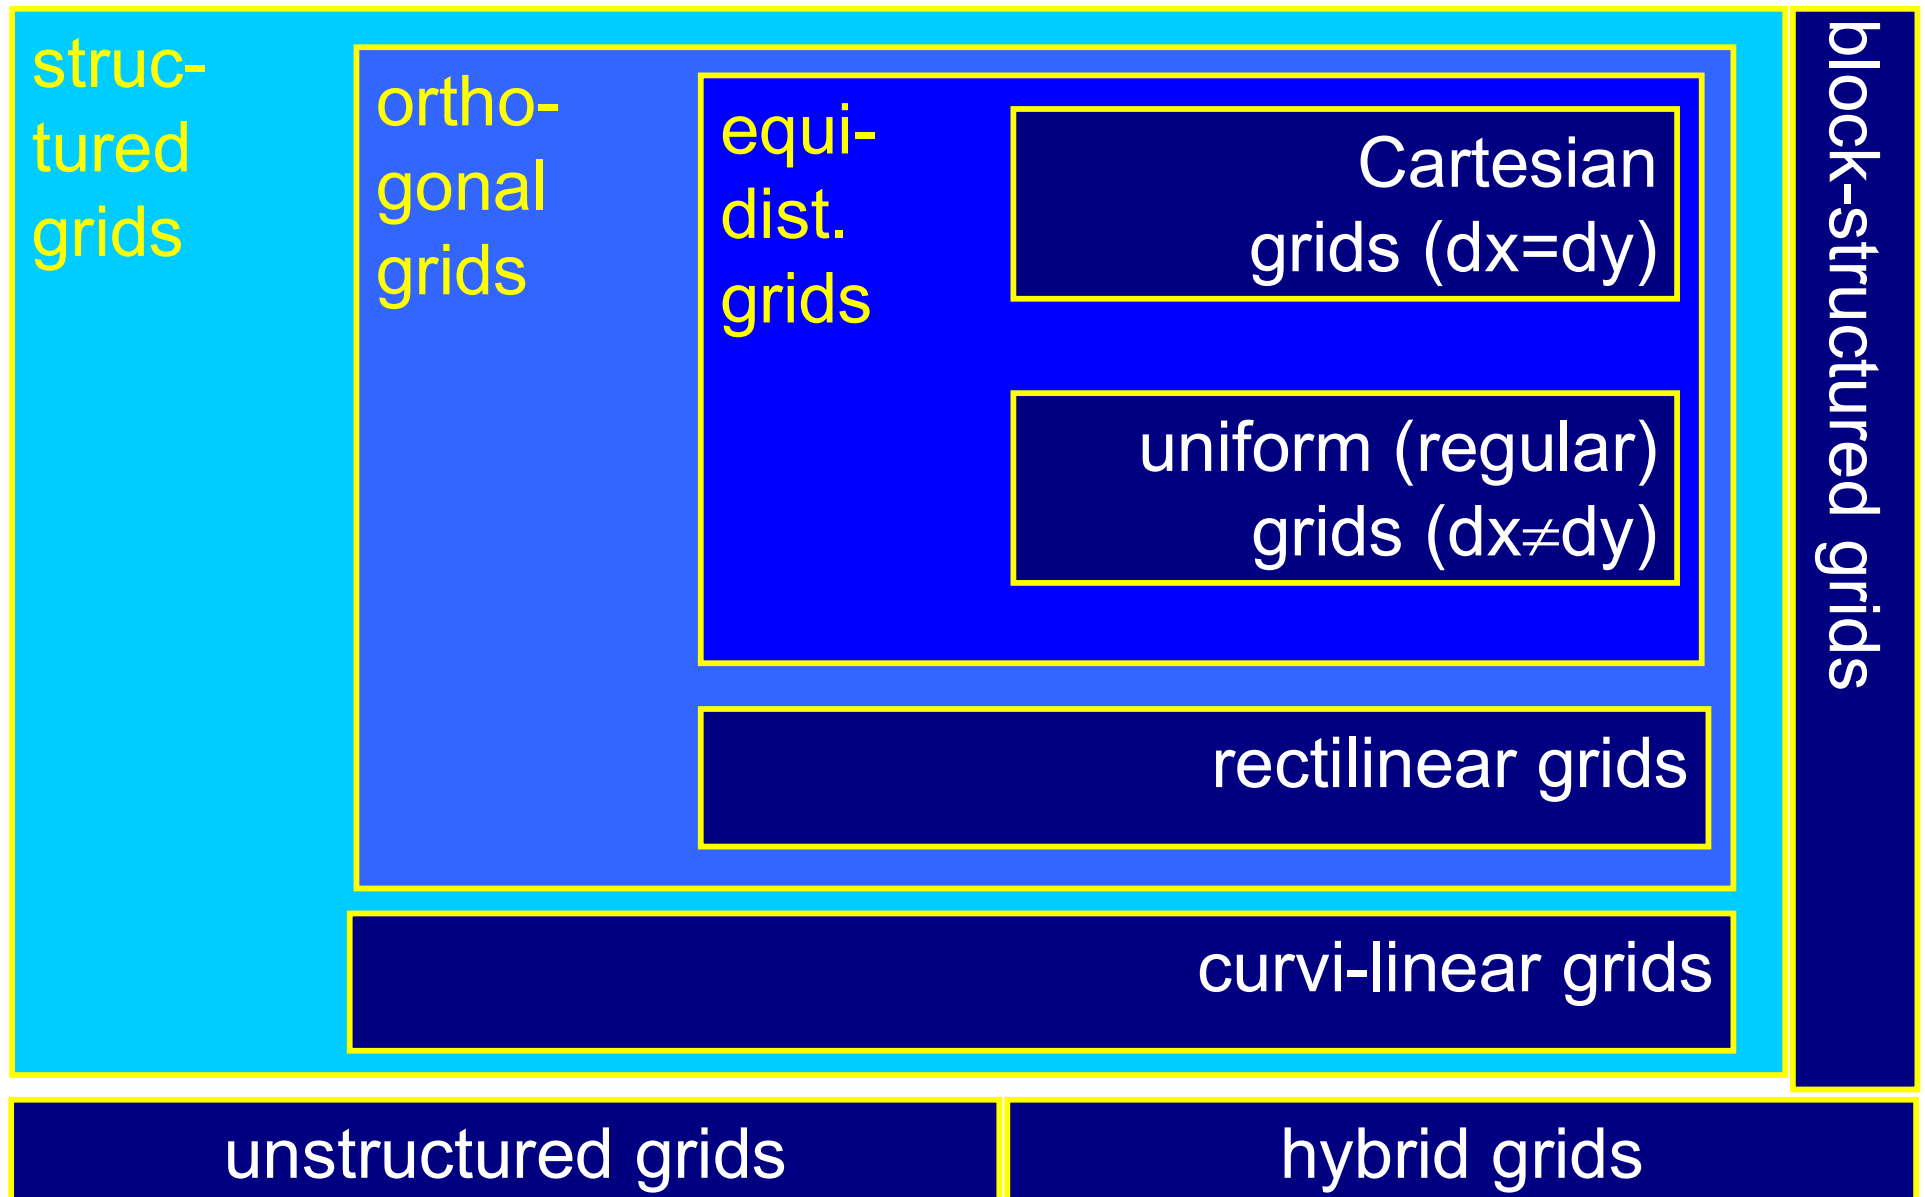 struc-
tured
grids
ortho-
gonal
grids
equi-
dist.
grids
Cartesian
grids (dx=dy)
uniform (regular)
grids (dx≠dy)
rectilinear grids
curvi-linear grids
block-structured grids
unstructured grids
hybrid grids